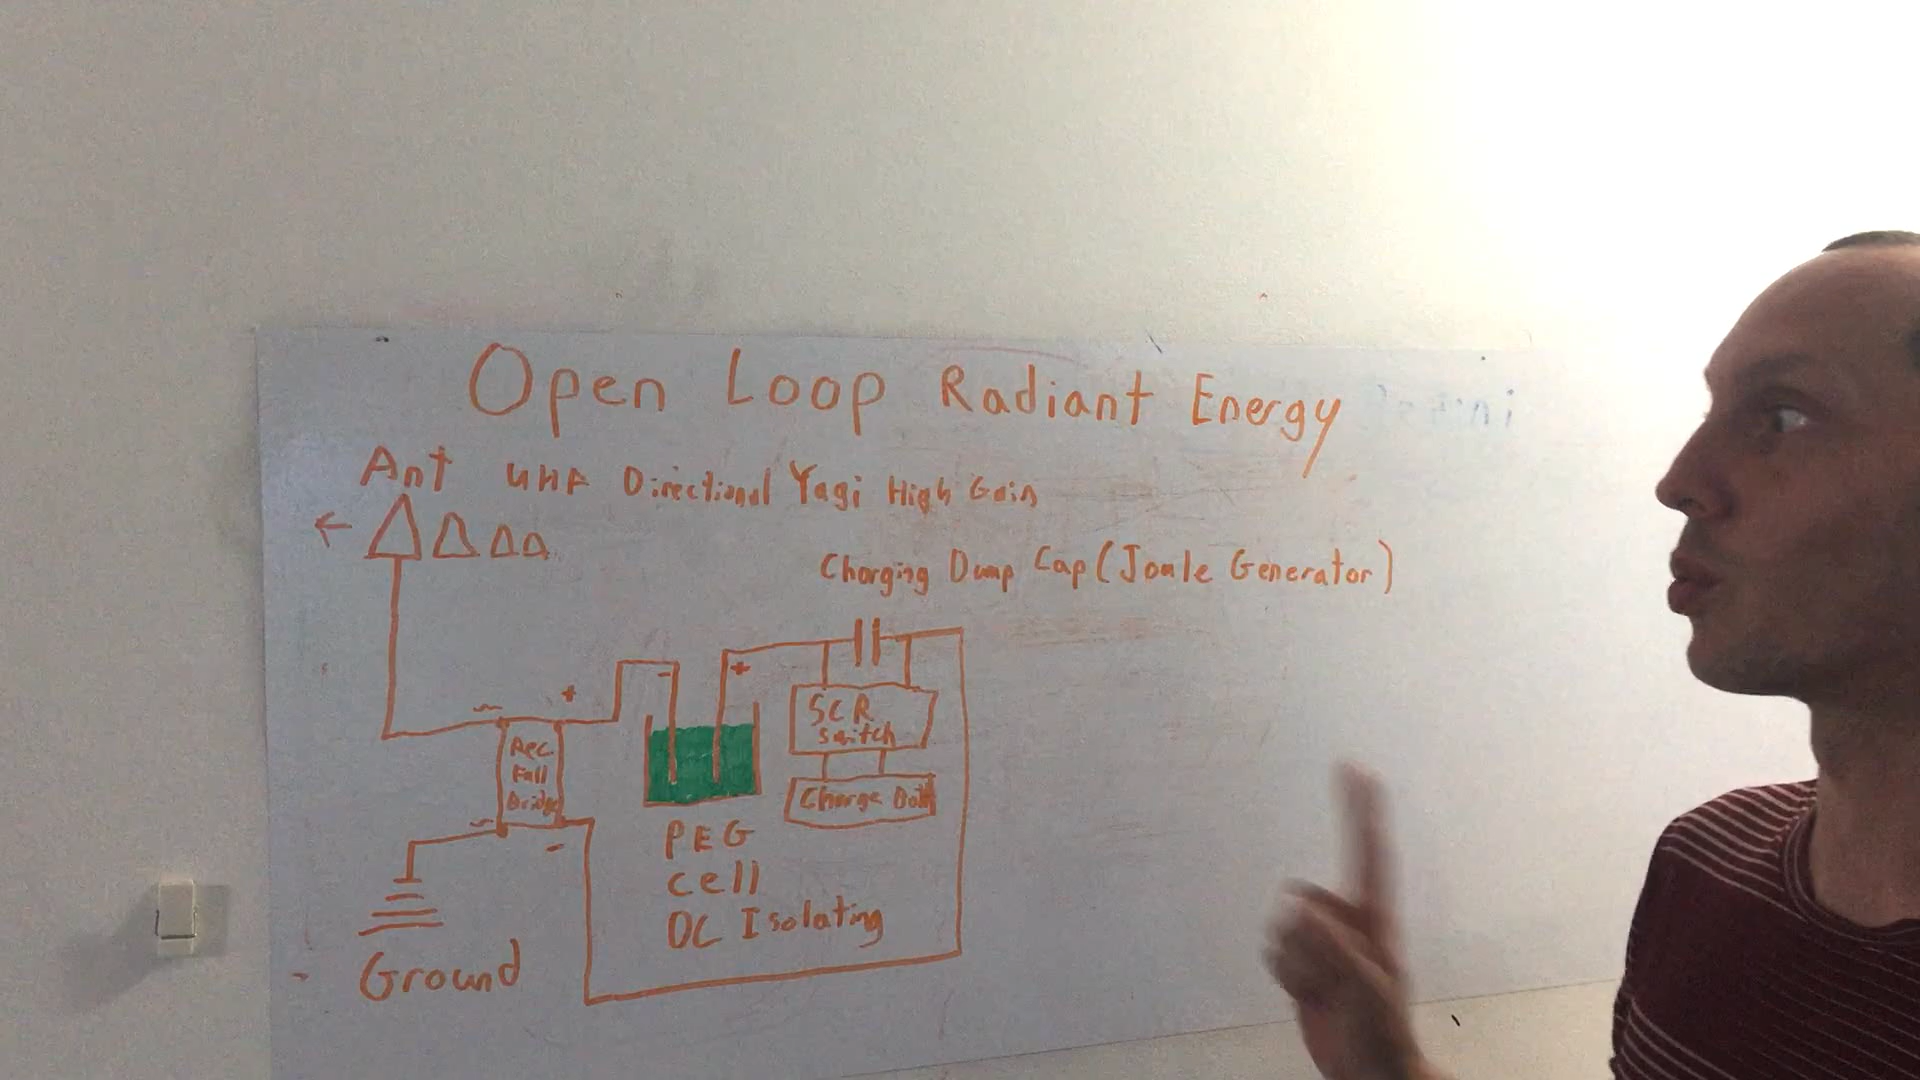 Open Loop Radiant Energy
Ant UHF Directional Yagi High Gain
Charging Dump Cap (Joule Generator)
+
-
+
~
Rec
Full
Bridge
~
-
SCR
Switch
Charge Batt
PEG
Cell
DC Isolating
Ground